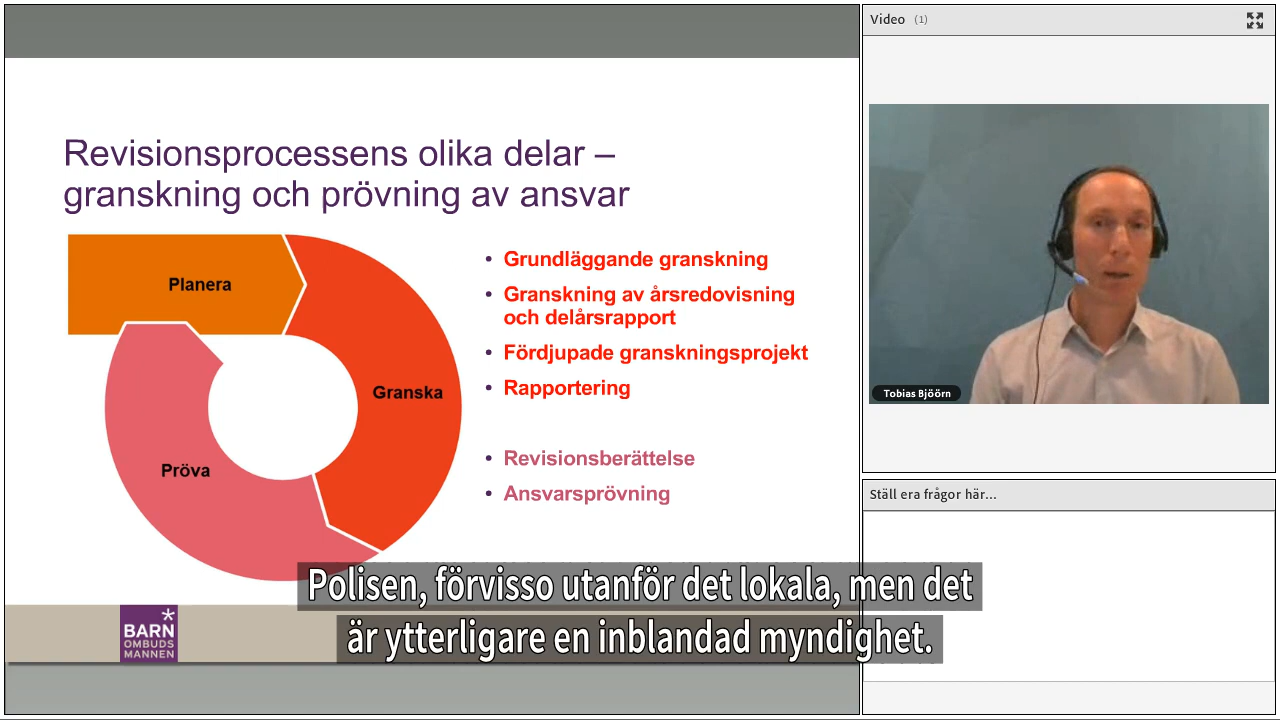 Revisionsprocessens olika delar –
granskning och prövning av ansvar
Planera
Granska
Pröva
• Grundläggande granskning
• Granskning av årsredovisning
och delårsrapport
• Fördjupade granskningsprojekt
• Rapportering
• Revisionsberättelse
• Ansvarsprövning
BARN
OMBUDS
MANNEN
Video (1)
Tobias Bjöörn
Ställ era frågor här...
Polisen, förvisso utanför det lokala, men det
är ytterligare en inblandad myndighet.